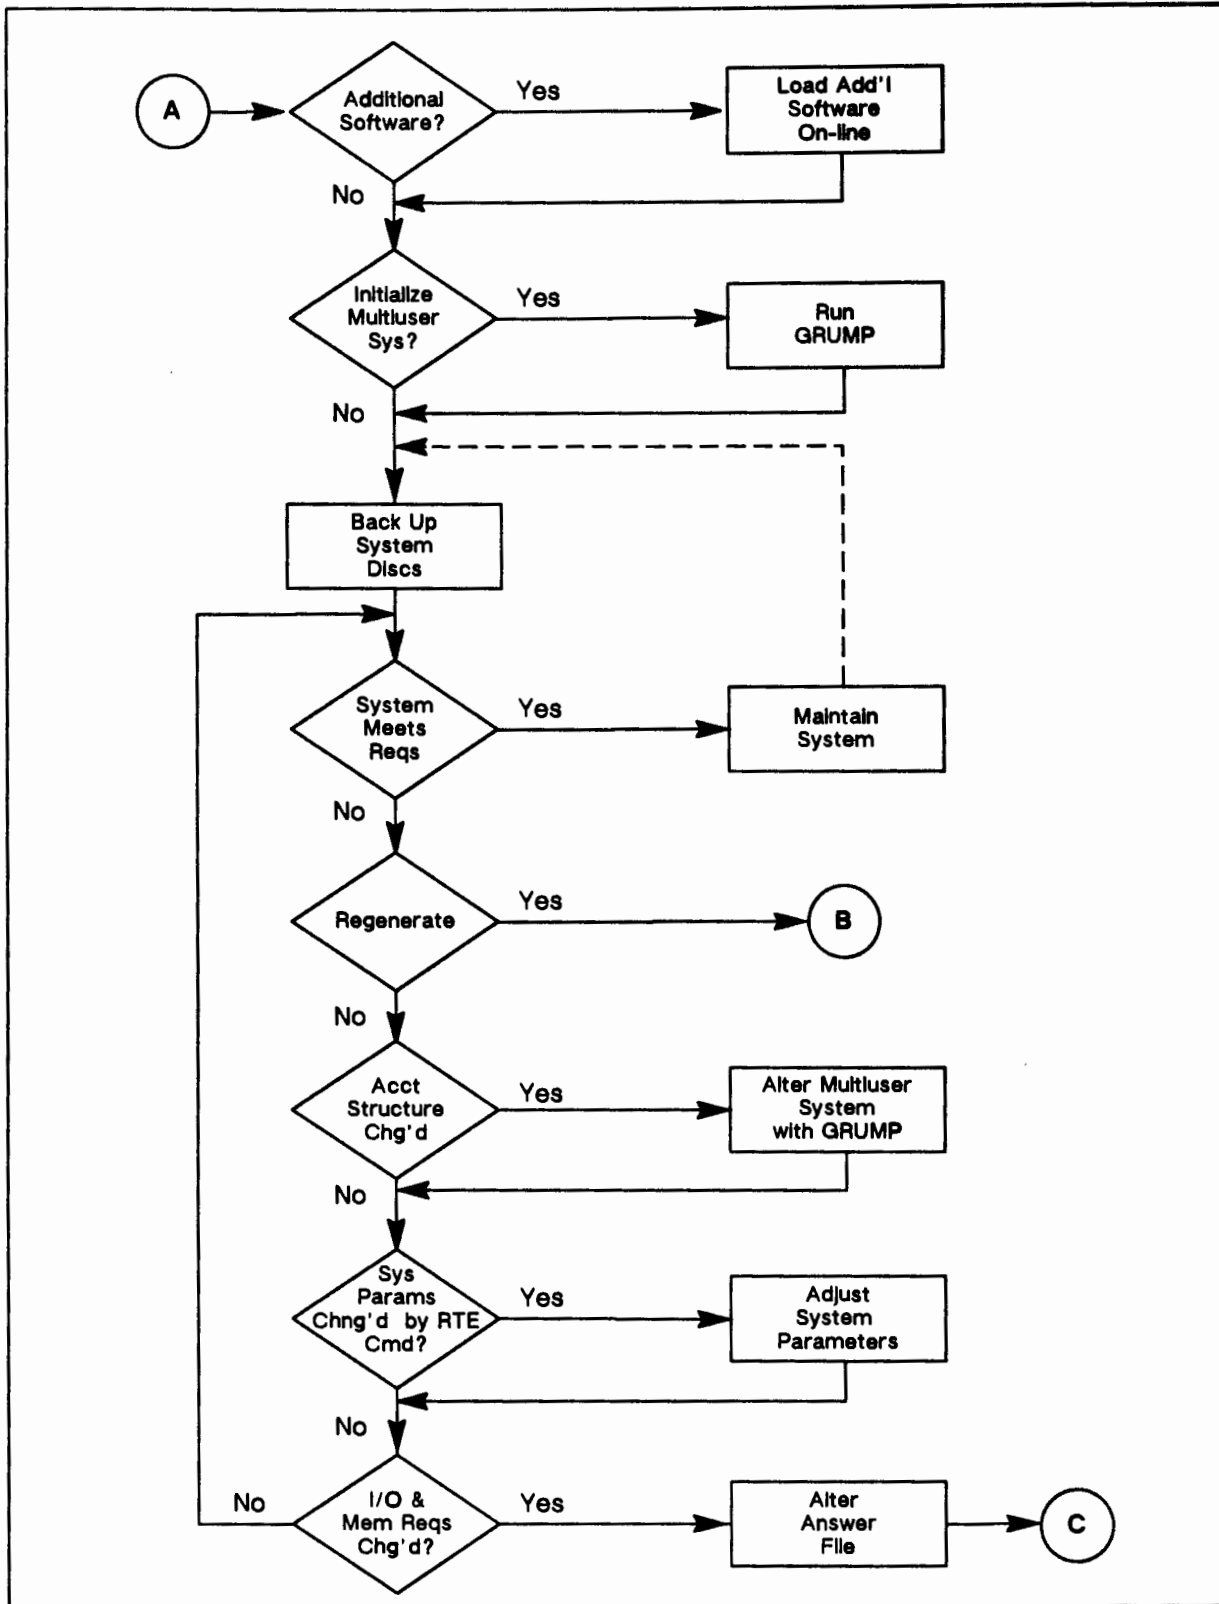 A
Additional
Software?
Yes
Load Add'l
Software
On-line
No
Initialize
Multiuser
Sys?
Yes
Run
GRUMP
No
Back Up
System
Discs
System
Meets
Reqs
Yes
Maintain
System
No
Regenerate
Yes
B
No
Acct
Structure
Chg'd
Yes
Alter Multiuser
System
with GRUMP
No
Sys
Params
Chng'd by RTE
Cmd?
Yes
Adjust
System
Parameters
No
No
I/O &
Mem Reqs
Chg'd?
Yes
Alter
Answer
File
C